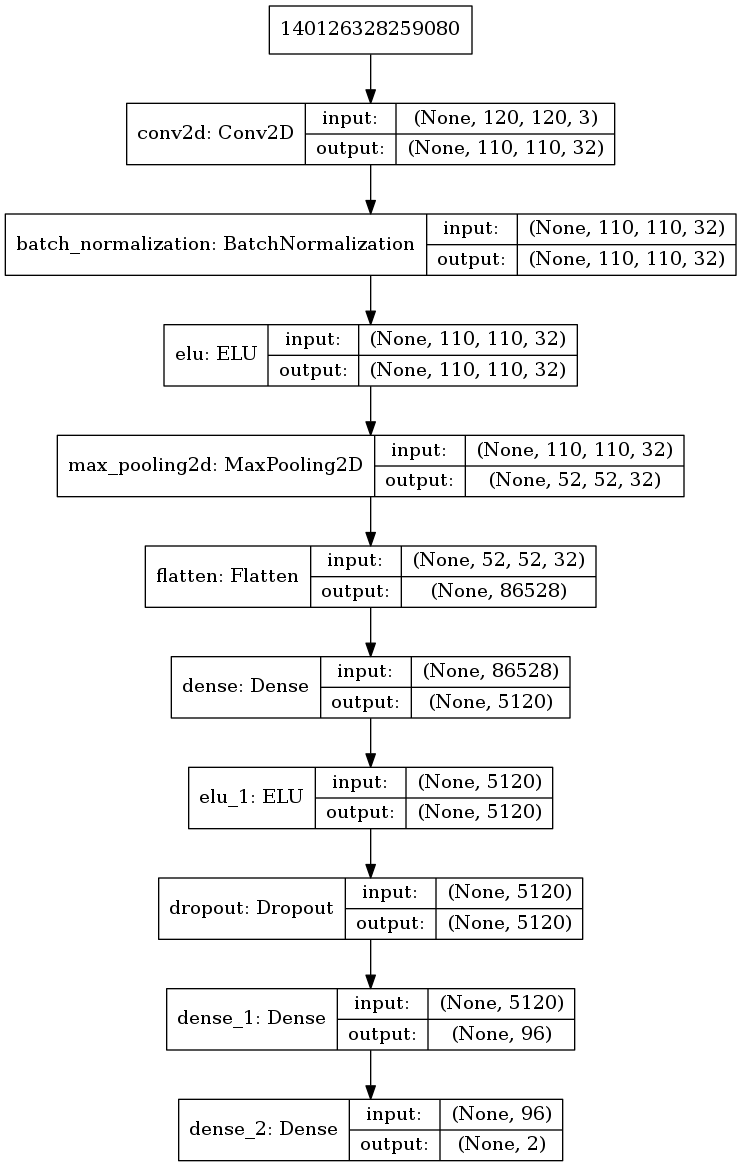 140126328259080
conv2d: Conv2D
input: (None, 120, 120, 3)
output: (None, 110, 110, 32)
batch_normalization: BatchNormalization
input: (None, 110, 110, 32)
output: (None, 110, 110, 32)
elu: ELU
input: (None, 110, 110, 32)
output: (None, 110, 110, 32)
max_pooling2d: MaxPooling2D
input: (None, 110, 110, 32)
output: (None, 52, 52, 32)
flatten: Flatten
input: (None, 52, 52, 32)
output: (None, 86528)
dense: Dense
input: (None, 86528)
output: (None, 5120)
elu_1: ELU
input: (None, 5120)
output: (None, 5120)
dropout: Dropout
input: (None, 5120)
output: (None, 5120)
dense_1: Dense
input: (None, 5120)
output: (None, 96)
dense_2: Dense
input: (None, 96)
output: (None, 2)